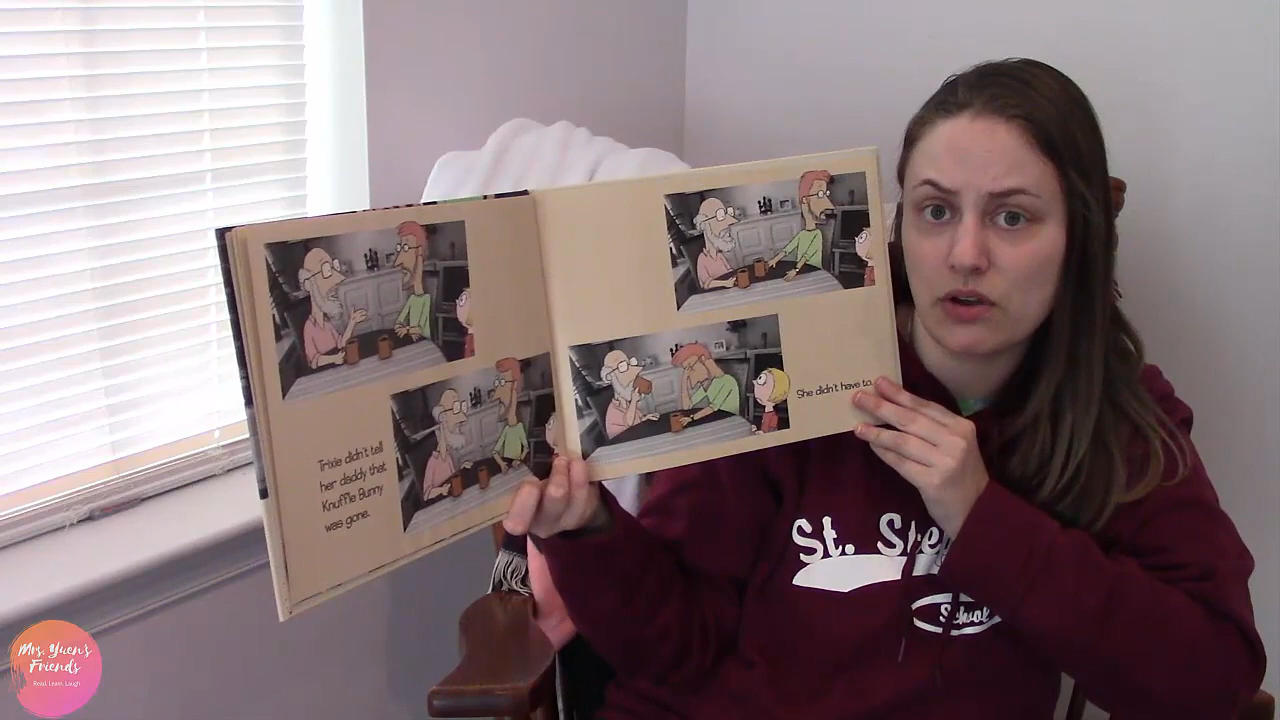 Trixie didn't tell
her daddy that
Knuffle Bunny
was gone.
She didn't have to.
St. Ste
School
Mrs. Yuen's
Friends
Read. Learn. Laugh